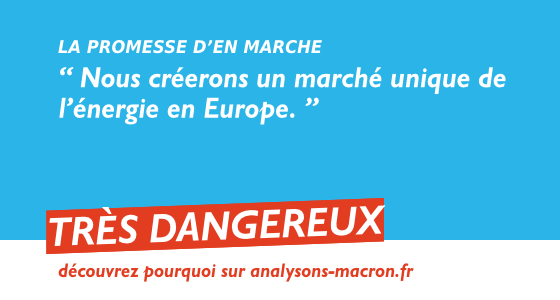 LA PROMESSE D’EN MARCHE
“ Nous créerons un marché unique de
l’énergie en Europe. ”
TRÈS DANGEREUX
découvrez pourquoi sur analysons-macron.fr